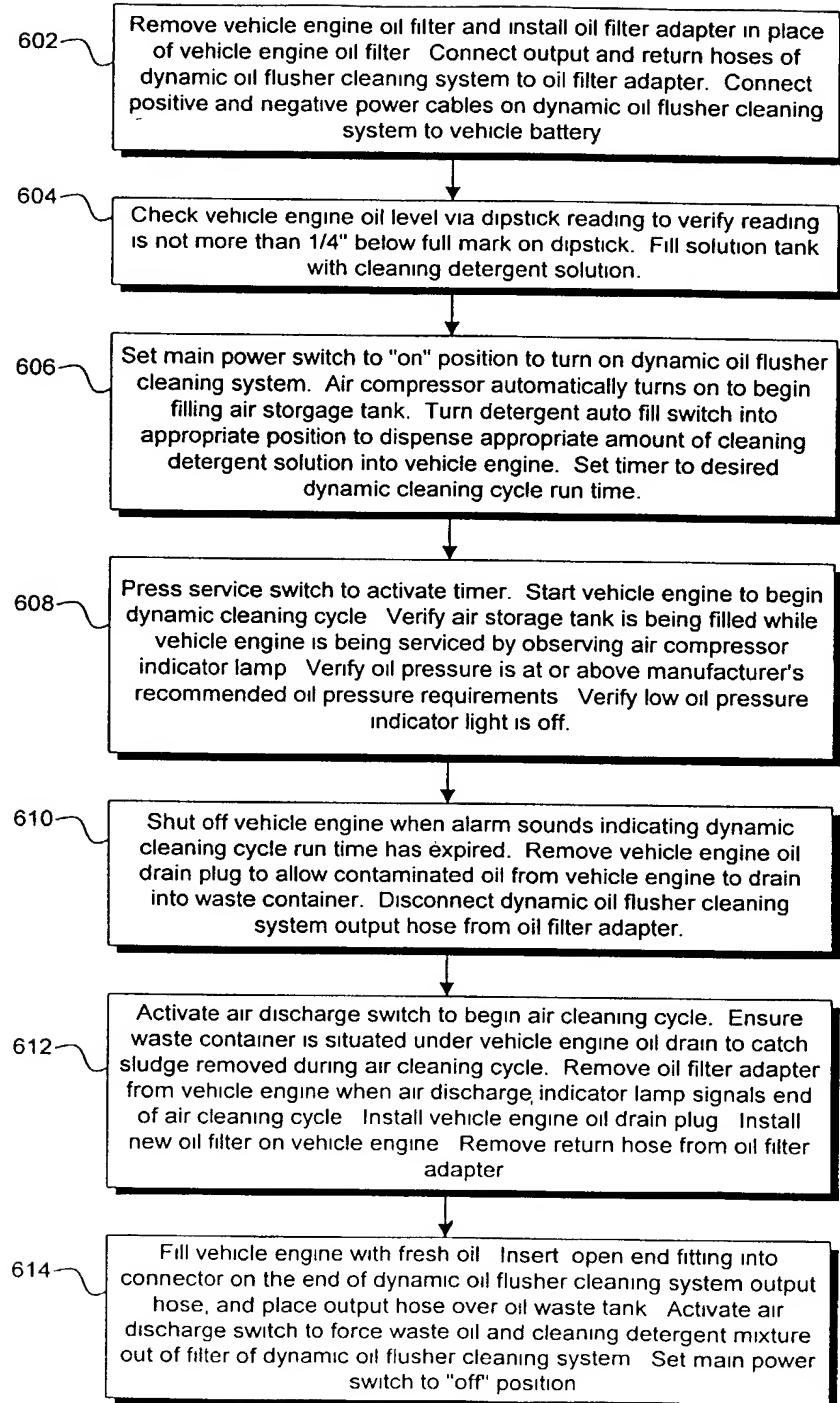 602
Remove vehicle engine oil filter and install oil filter adapter in place
of vehicle engine oil filter Connect output and return hoses of
dynamic oil flusher cleaning system to oil filter adapter. Connect
positive and negative power cables on dynamic oil flusher cleaning
system to vehicle battery
604
Check vehicle engine oil level via dipstick reading to verify reading
is not more than 1/4" below full mark on dipstick. Fill solution tank
with cleaning detergent solution.
606
Set main power switch to "on" position to turn on dynamic oil flusher
cleaning system. Air compressor automatically turns on to begin
filling air storgage tank. Turn detergent auto fill switch into
appropriate position to dispense appropriate amount of cleaning
detergent solution into vehicle engine. Set timer to desired
dynamic cleaning cycle run time.
608
Press service switch to activate timer. Start vehicle engine to begin
dynamic cleaning cycle Verify air storage tank is being filled while
vehicle engine is being serviced by observing air compressor
indicator lamp Verify oil pressure is at or above manufacturer's
recommended oil pressure requirements Verify low oil pressure
indicator light is off.
610
Shut off vehicle engine when alarm sounds indicating dynamic
cleaning cycle run time has expired. Remove vehicle engine oil
drain plug to allow contaminated oil from vehicle engine to drain
into waste container. Disconnect dynamic oil flusher cleaning
system output hose from oil filter adapter.
612
Activate air discharge switch to begin air cleaning cycle. Ensure
waste container is situated under vehicle engine oil drain to catch
sludge removed during air cleaning cycle. Remove oil filter adapter
from vehicle engine when air discharge indicator lamp signals end
of air cleaning cycle Install vehicle engine oil drain plug Install
new oil filter on vehicle engine Remove return hose from oil filter
adapter
614
Fill vehicle engine with fresh oil Insert open end fitting into
connector on the end of dynamic oil flusher cleaning system output
hose, and place output hose over oil waste tank Activate air
discharge switch to force waste oil and cleaning detergent mixture
out of filter of dynamic oil flusher cleaning system Set main power
switch to "off" position